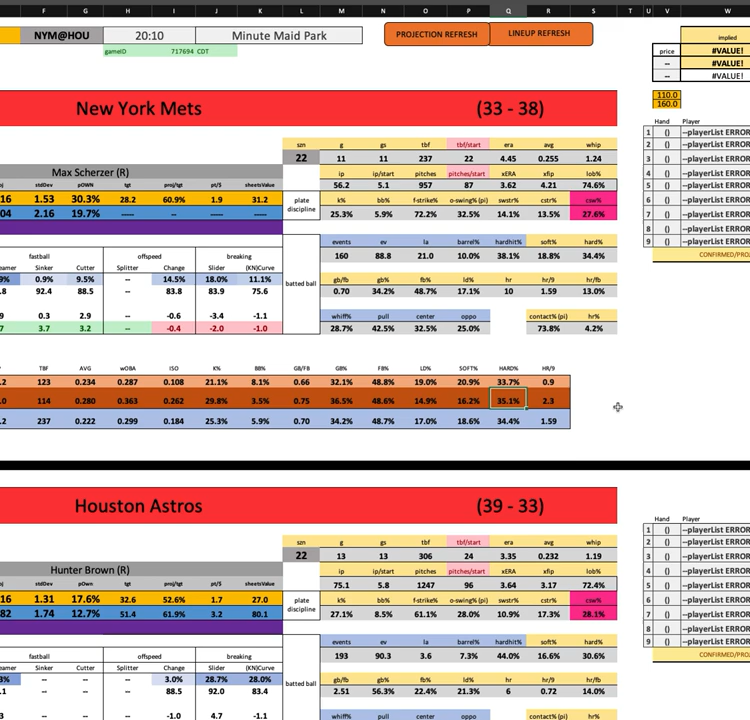 F G H I J K L M N O P Q R S T U V W
NYM@HOU 20:10 Minute Maid Park PROJECTION REFRESH LINEUP REFRESH implied
gameID 717694 CDT price #VALUE!
-- #VALUE!
-- #VALUE!
110.0
160.0
New York Mets (33 - 38)
Hand Player
1 () --playerList ERROR
2 () --playerList ERROR
3 () --playerList ERROR
4 () --playerList ERROR
5 () --playerList ERROR
6 () --playerList ERROR
7 () --playerList ERROR
8 () --playerList ERROR
9 () --playerList ERROR
CONFIRMED/PROJ
szn g gs tbf tbf/start era avg whip
22 11 11 237 22 4.45 0.255 1.24
Max Scherzer (R) ip ip/start pitches pitches/start xERA xfip lob%
stdDev pOWN tgt proj/tgt pt/$ sheetsValue 56.2 5.1 957 87 3.62 4.21 74.6%
16 1.53 30.3% 28.2 60.9% 1.9 31.2 plate discipline k% bb% f-strike% o-swing% (pi) swstr% cstr% csw%
04 2.16 19.7% ----- ----- -- -- 25.3% 5.9% 72.2% 32.5% 14.1% 13.5% 27.6%
fastball offspeed breaking batted ball events ev la barrel% hardhit% soft% hard%
eamer Sinker Cutter Splitter Change Slider (KN)Curve 160 88.8 21.0 10.0% 38.1% 18.8% 34.4%
9% 0.9% 9.5% -- 14.5% 18.0% 11.1% gb/fb gb% fb% ld% hr hr/9 hr/fb
.8 92.4 88.5 -- 83.8 83.9 75.6 0.70 34.2% 48.7% 17.1% 10 1.59 13.0%
9 0.3 2.9 -- -0.6 -3.4 -1.1 whiff% pull center oppo contact% (pi) hr%
7 3.7 3.2 -- -0.4 -2.0 -1.0 28.7% 42.5% 32.5% 25.0% 73.8% 4.2%
TBF AVG wOBA ISO K% BB% GB/FB GB% FB% LD% SOFT% HARD% HR/9
.2 123 0.234 0.287 0.108 21.1% 8.1% 0.66 32.1% 48.8% 19.0% 20.9% 33.7% 0.9
.0 114 0.280 0.363 0.262 29.8% 3.5% 0.75 36.5% 48.6% 14.9% 16.2% 35.1% 2.3
.2 237 0.222 0.299 0.184 25.3% 5.9% 0.70 34.2% 48.7% 17.0% 18.6% 34.4% 1.59
Houston Astros (39 - 33)
Hand Player
1 () --playerList ERROR
2 () --playerList ERROR
3 () --playerList ERROR
4 () --playerList ERROR
5 () --playerList ERROR
6 () --playerList ERROR
7 () --playerList ERROR
8 () --playerList ERROR
9 () --playerList ERROR
CONFIRMED/PROJ
szn g gs tbf tbf/start era avg whip
22 13 13 306 24 3.35 0.232 1.19
Hunter Brown (R) ip ip/start pitches pitches/start xERA xfip lob%
stdDev pOwn tgt proj/tgt pt/$ sheetsValue 75.1 5.8 1247 96 3.64 3.17 72.4%
16 1.31 17.6% 32.6 52.6% 1.7 27.0 plate discipline k% bb% f-strike% o-swing% (pi) swstr% cstr% csw%
82 1.74 12.7% 51.4 61.9% 3.2 80.1 27.1% 8.5% 61.1% 28.0% 10.9% 17.3% 28.1%
fastball offspeed breaking batted ball events ev la barrel% hardhit% soft% hard%
eamer Sinker Cutter Splitter Change Slider (KN)Curve 193 90.3 3.6 7.3% 44.0% 16.6% 30.6%
3% -- -- -- 3.0% 28.7% 28.0% gb/fb gb% fb% ld% hr hr/9 hr/fb
.1 -- -- -- 88.5 92.0 83.4 2.51 56.3% 22.4% 21.3% 6 0.72 14.0%
3 -- -- -- -1.0 4.7 -1.1 whiff% pull center oppo contact% (pi) hr%